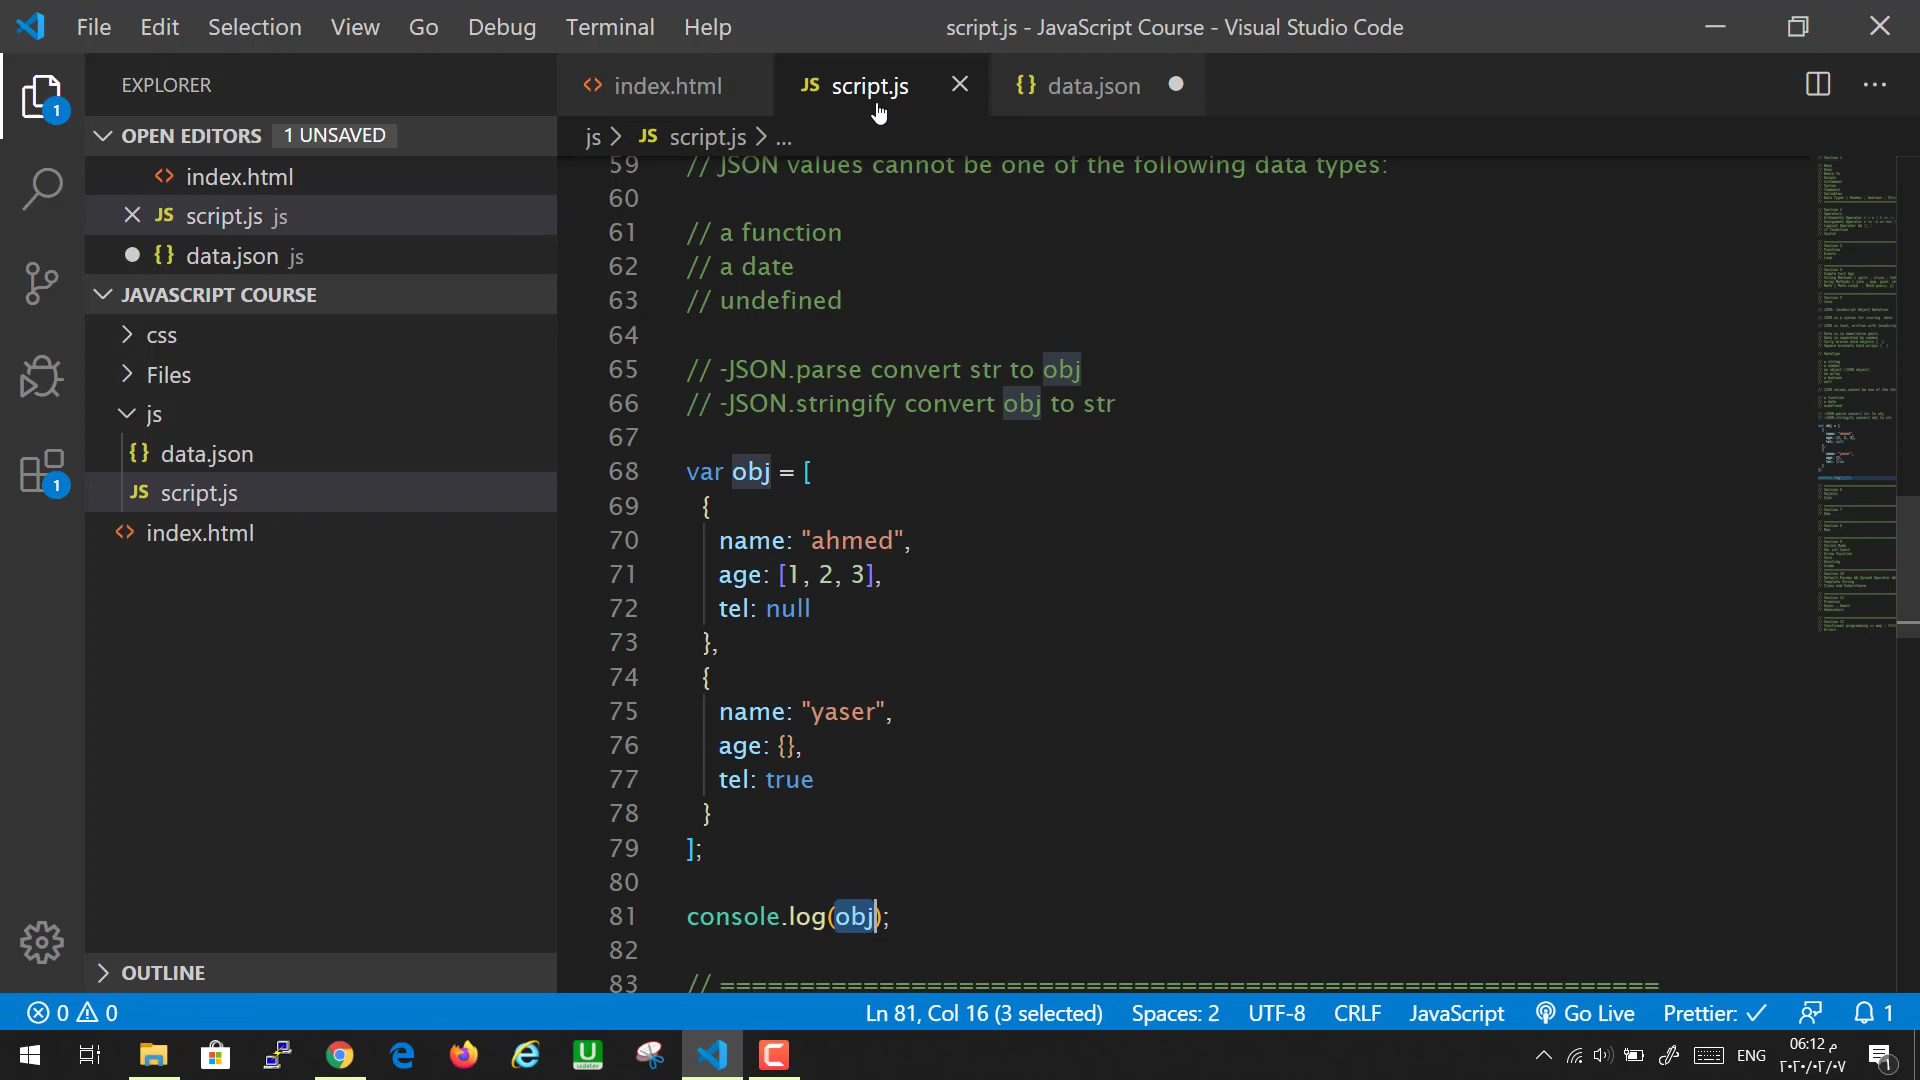 File Edit Selection View Go Debug Terminal Help
script.js - JavaScript Course - Visual Studio Code
EXPLORER
1
OPEN EDITORS 1 UNSAVED
index.html
script.js js
data.json js
JAVASCRIPT COURSE
css
Files
js
data.json
script.js
index.html
1
OUTLINE
index.html
JS script.js
{} data.json
js > JS script.js > ...
59 // JSON values cannot be one of the following data types:
60
61 // a function
62 // a date
63 // undefined
64
65 // -JSON.parse convert str to obj
66 // -JSON.stringify convert obj to str
67
68 var obj = [
69 {
70 name: "ahmed",
71 age: [1, 2, 3],
72 tel: null
73 },
74 {
75 name: "yaser",
76 age: {},
77 tel: true
78 }
79 ];
80
81 console.log(obj);
82
83 // ==========================================================
0 0
Ln 81, Col 16 (3 selected) Spaces: 2 UTF-8 CRLF JavaScript Go Live Prettier: ✓ 1
ENG
06:12 م
٢٠٢٠/٠٢/٠٧